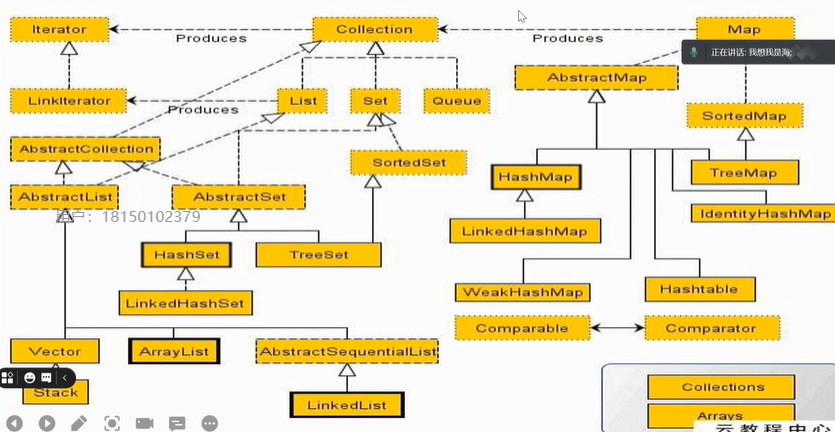 Iterator
Collection
Map
Produces
Produces
正在讲话: 我想我是海;
AbstractMap
LinkIterator
List
Set
Queue
Produces
SortedMap
AbstractCollection
SortedSet
HashMap
TreeMap
AbstractList
AbstractSet
用户: 18150102379
IdentityHashMap
LinkedHashMap
HashSet
TreeSet
WeakHashMap
Hashtable
LinkedHashSet
Comparable
Comparator
Vector
ArrayList
AbstractSequentialList
Stack
LinkedList
Collections
Arrays
云教程中心